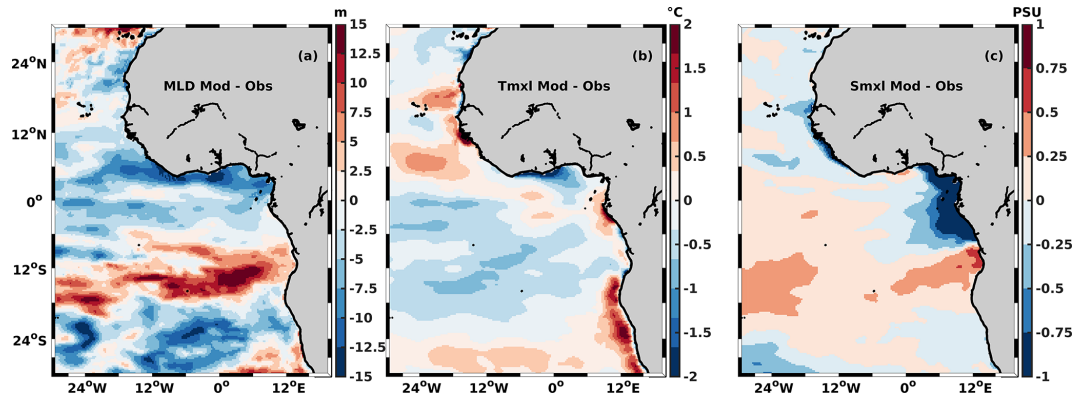 m
15
12.5
10
7.5
5
2.5
0
-2.5
-5
-7.5
-10
-12.5
-15
(a)
MLD Mod - Obs
24°N
12°N
0°
12°S
24°S
24°W 12°W 0° 12°E
°C
2
1.5
1
0.5
0
-0.5
-1
-1.5
-2
(b)
Tmxl Mod - Obs
24°W 12°W 0° 12°E
PSU
1
0.75
0.5
0.25
0
-0.25
-0.5
-0.75
-1
(c)
Smxl Mod - Obs
24°W 12°W 0° 12°E